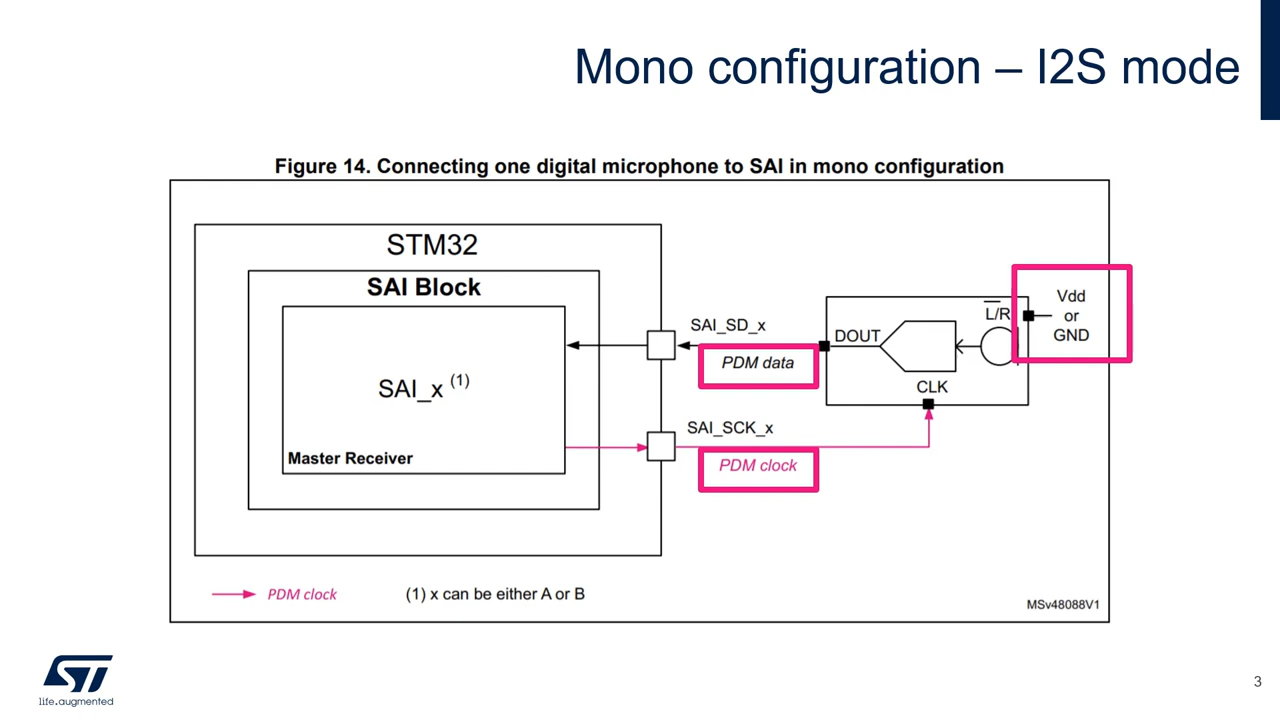 Mono configuration – I2S mode
Figure 14. Connecting one digital microphone to SAI in mono configuration
STM32
SAI Block
SAI_x (1)
Master Receiver
SAI_SD_x
PDM data
SAI_SCK_x
PDM clock
DOUT
L/R
CLK
Vdd
or
GND
PDM clock
(1) x can be either A or B
MSv48088V1
ST
life.augmented
3